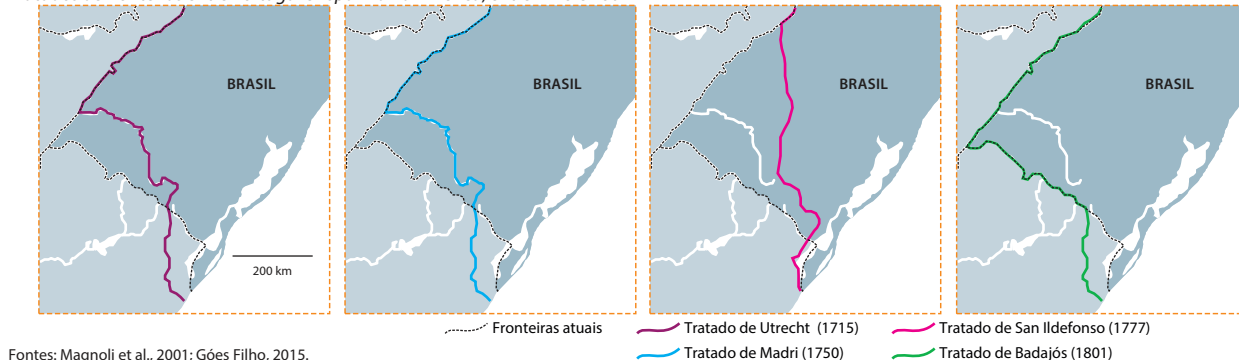 BRASIL
BRASIL
BRASIL
BRASIL
200 km
Fronteiras atuais
Tratado de Utrecht (1715)
Tratado de San Ildefonso (1777)
Tratado de Madri (1750)
Tratado de Badajós (1801)
Fontes: Magnoli et al., 2001; Góes Filho, 2015.